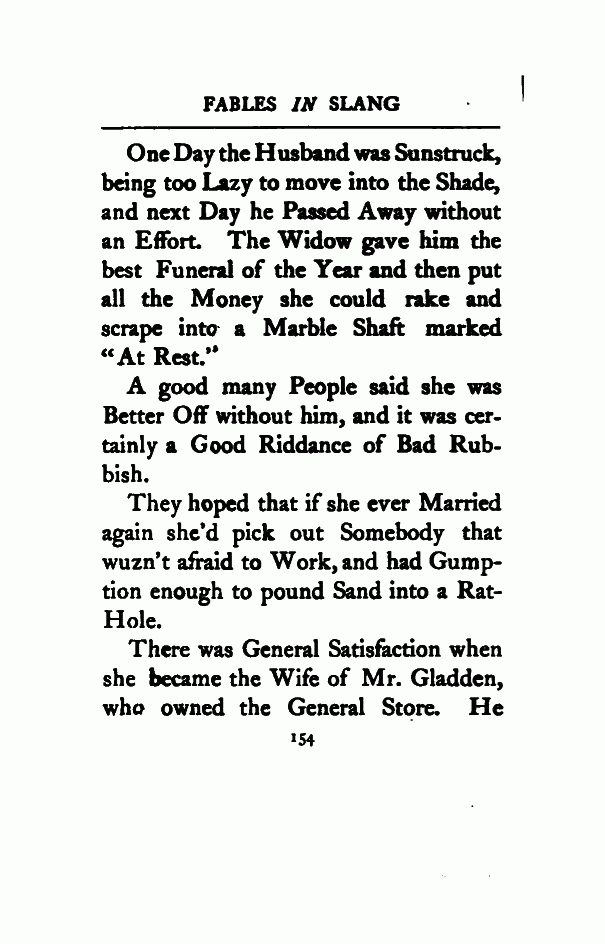 FABLES IN SLANG
One Day the Husband was Sunstruck,
being too Lazy to move into the Shade,
and next Day he Passed Away without
an Effort. The Widow gave him the
best Funeral of the Year and then put
all the Money she could rake and
scrape into a Marble Shaft marked
“At Rest.”
A good many People said she was
Better Off without him, and it was cer-
tainly a Good Riddance of Bad Rub-
bish.
They hoped that if she ever Married
again she'd pick out Somebody that
wuzn't afraid to Work, and had Gump-
tion enough to pound Sand into a Rat-
Hole.
There was General Satisfaction when
she became the Wife of Mr. Gladden,
who owned the General Store. He
154